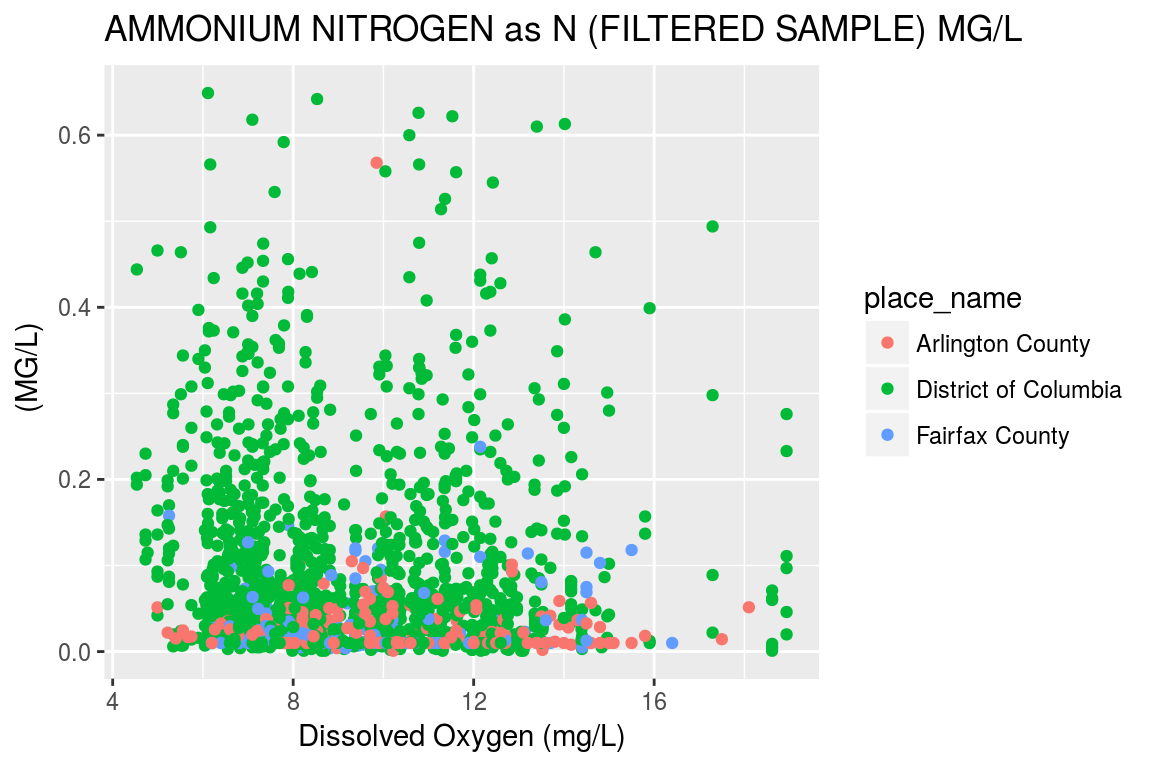 AMMONIUM NITROGEN as N (FILTERED SAMPLE) MG/L
0.6
0.4
0.2
0.0
(MG/L)
4 8 12 16
Dissolved Oxygen (mg/L)
place_name
Arlington County
District of Columbia
Fairfax County